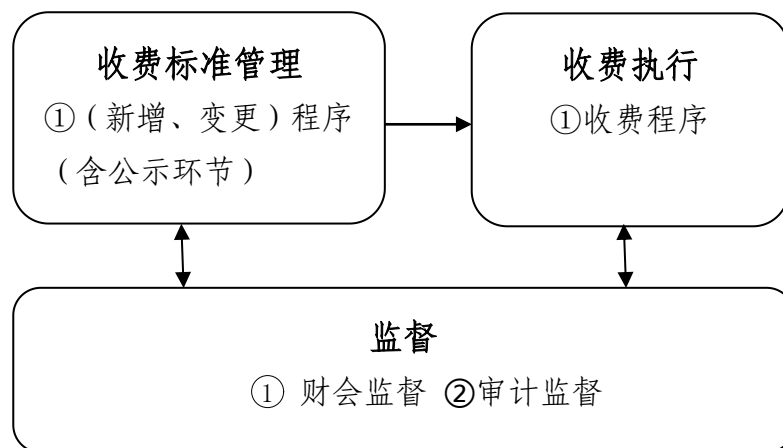 收费标准管理
①（新增、变更）程序
（含公示环节）
收费执行
①收费程序
监督
① 财会监督 ②审计监督